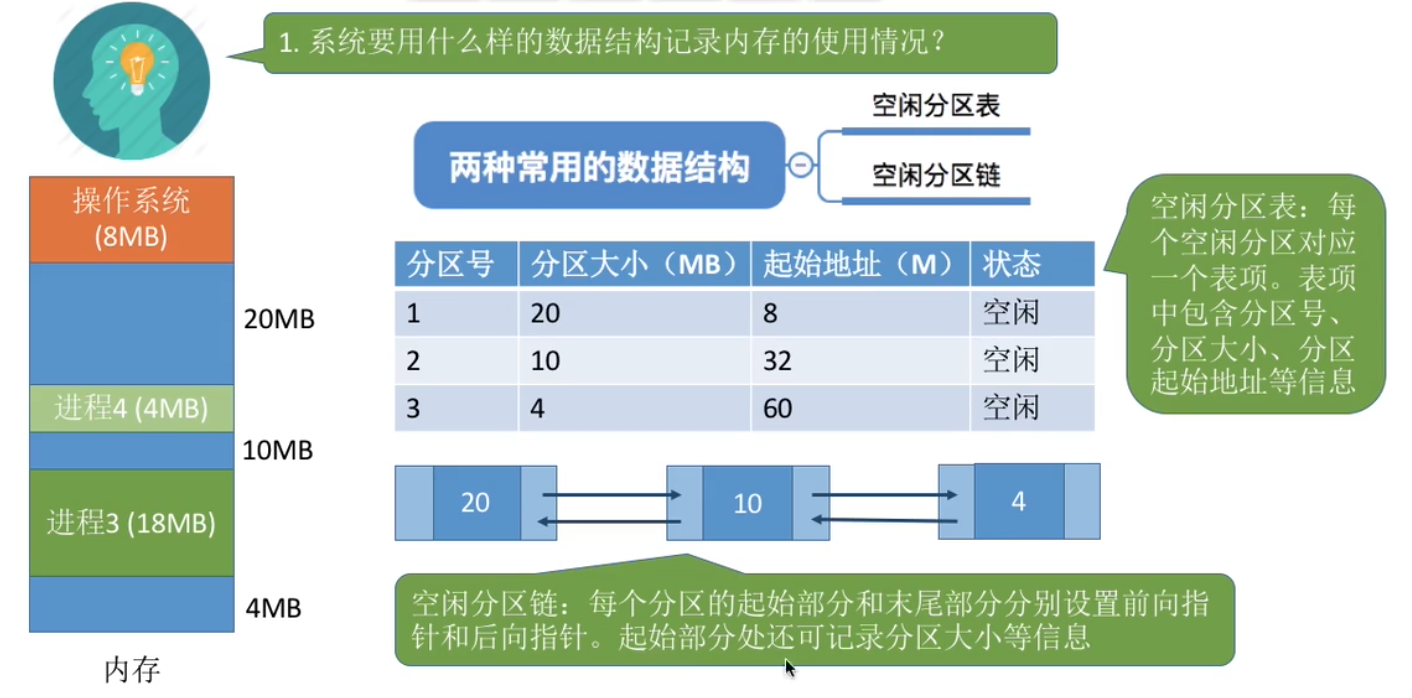 1. 系统要用什么样的数据结构记录内存的使用情况？
两种常用的数据结构
空闲分区表
空闲分区链
操作系统
(8MB)
20MB
进程4 (4MB)
10MB
进程3 (18MB)
4MB
内存
分区号 分区大小（MB） 起始地址（M） 状态
1 20 8 空闲
2 10 32 空闲
3 4 60 空闲
空闲分区表：每
个空闲分区对应
一个表项。表项
中包含分区号、
分区大小、分区
起始地址等信息
20 10 4
空闲分区链：每个分区的起始部分和末尾部分分别设置前向指
针和后向指针。起始部分处还可记录分区大小等信息